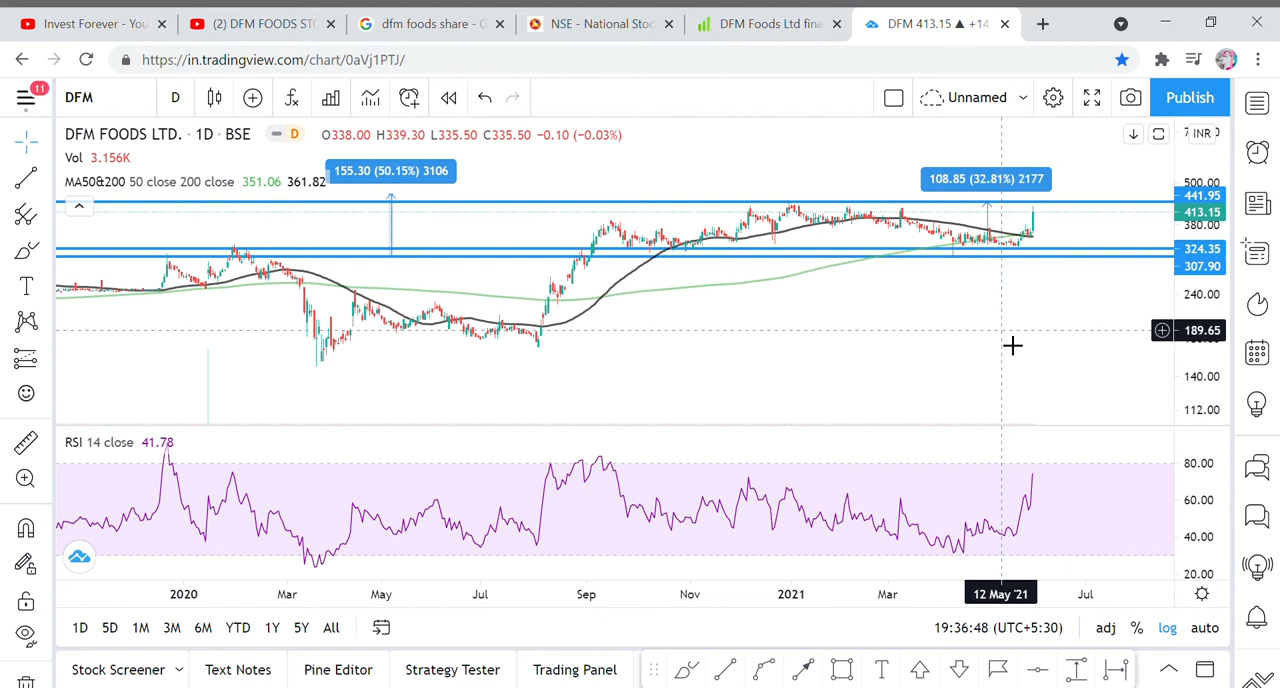 Invest Forever - You
(2) DFM FOODS STO
dfm foods share - G
NSE - National Stoc
DFM Foods Ltd fina
DFM 413.15 ▲ +14
https://in.tradingview.com/chart/0aVj1PTJ/
11
DFM
D
Unnamed
Publish
DFM FOODS LTD. · 1D · BSE
D
O338.00 H339.30 L335.50 C335.50 -0.10 (-0.03%)
INR
Vol 3.156K
MA50&200 50 close 200 close 351.06 361.82
155.30 (50.15%) 3106
108.85 (32.81%) 2177
500.00
441.95
413.15
380.00
324.35
307.90
240.00
189.65
140.00
112.00
RSI 14 close 41.78
80.00
60.00
40.00
20.00
2020
Mar
May
Jul
Sep
Nov
2021
Mar
12 May '21
Jul
1D 5D 1M 3M 6M YTD 1Y 5Y All
19:36:48 (UTC+5:30)
adj % log auto
Stock Screener
Text Notes
Pine Editor
Strategy Tester
Trading Panel